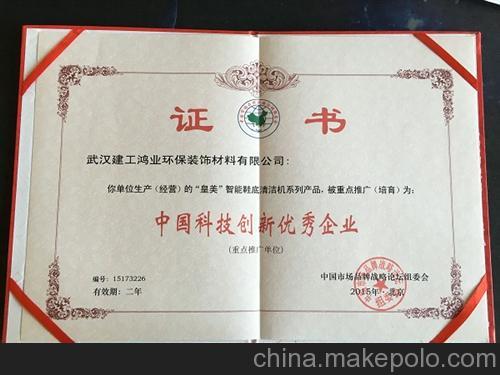 证 书
武汉建工鸿业环保装饰材料有限公司：
你单位生产（经营）的“皇美”智能鞋底清洁机系列产品，被重点推广（培育）为：
中国科技创新优秀企业
（重点推广单位）
编号：15173226
有效期：二年
中国市场品牌战略论坛组委会
2015年·北京
china.makepolo.com